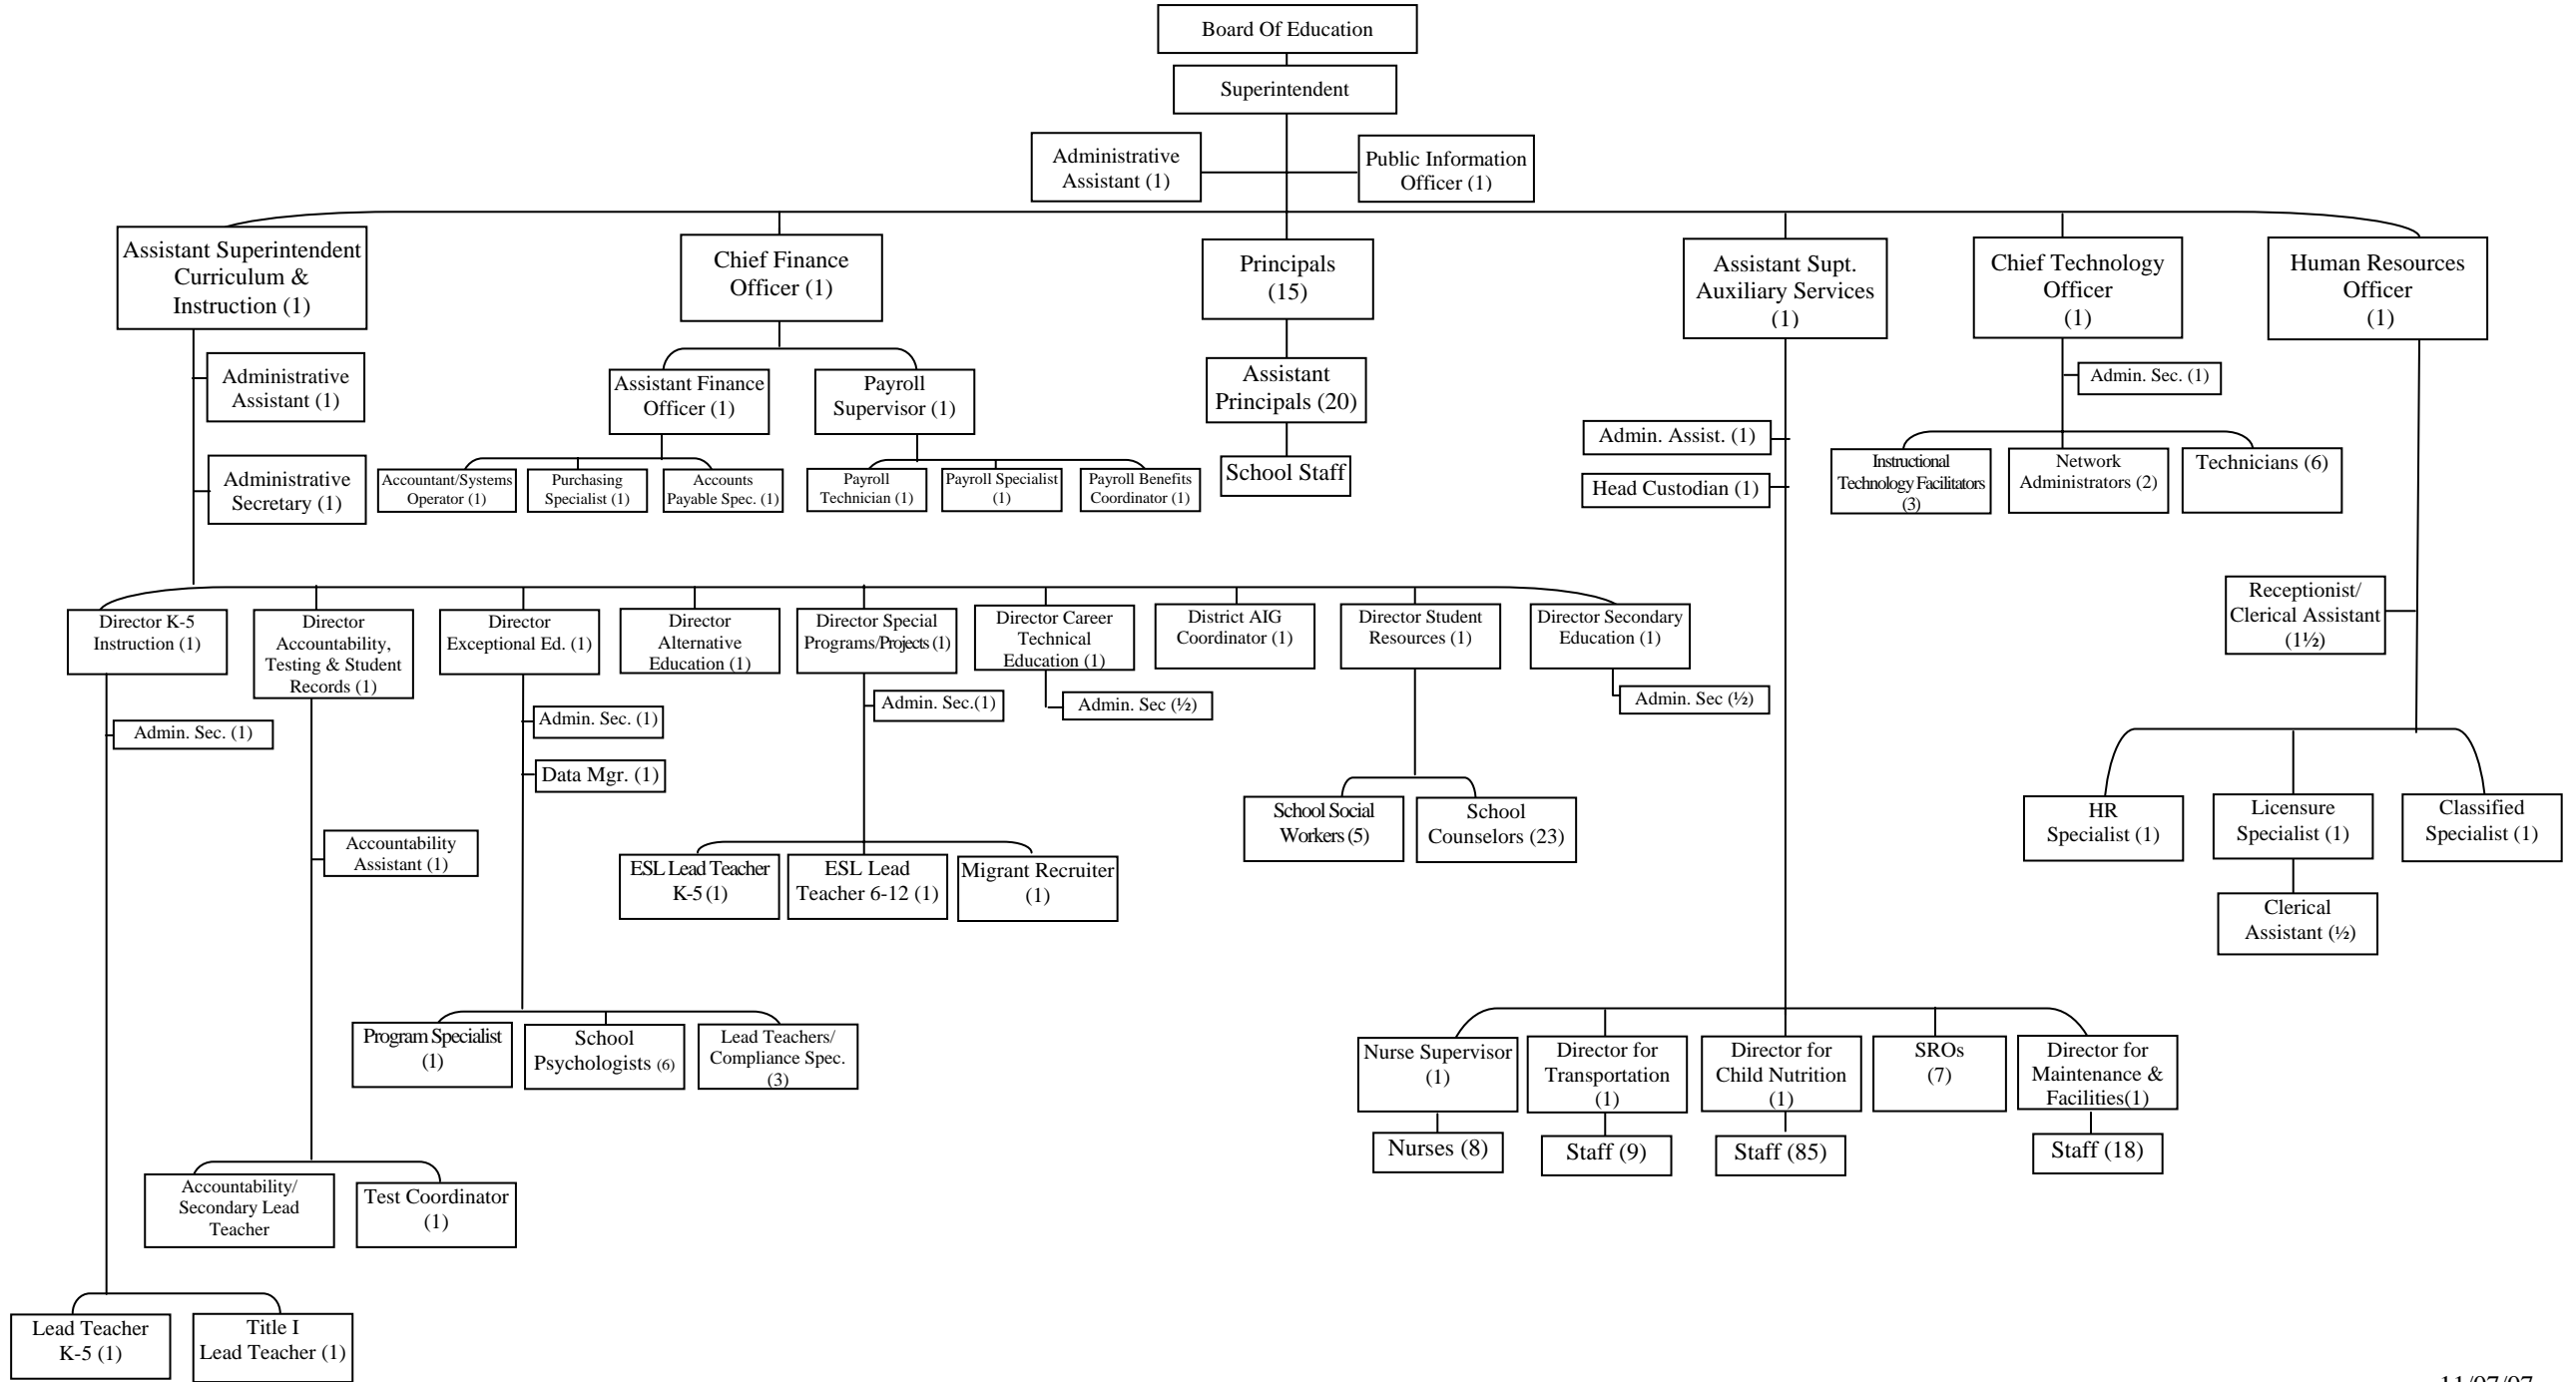 Board Of Education
Superintendent
Administrative
Assistant (1)
Public Information
Officer (1)
Assistant Superintendent
Curriculum &
Instruction (1)
Chief Finance
Officer (1)
Principals
(15)
Assistant Supt.
Auxiliary Services
(1)
Chief Technology
Officer
(1)
Human Resources
Officer
(1)
Administrative
Assistant (1)
Administrative
Secretary (1)
Assistant Finance
Officer (1)
Payroll
Supervisor (1)
Accountant/Systems
Operator (1)
Purchasing
Specialist (1)
Accounts
Payable Spec. (1)
Payroll
Technician (1)
Payroll Specialist
(1)
Payroll Benefits
Coordinator (1)
Assistant
Principals (20)
School Staff
Admin. Assist. (1)
Head Custodian (1)
Admin. Sec. (1)
Instructional
Technology Facilitators
(3)
Network
Administrators (2)
Technicians (6)
Receptionist/
Clerical Assistant
(1½)
Director K-5
Instruction (1)
Director
Accountability,
Testing & Student
Records (1)
Director
Exceptional Ed. (1)
Director
Alternative
Education (1)
Director Special
Programs/Projects (1)
Director Career
Technical
Education (1)
District AIG
Coordinator (1)
Director Student
Resources (1)
Director Secondary
Education (1)
Admin. Sec. (1)
Admin. Sec. (1)
Data Mgr. (1)
Admin. Sec.(1)
Admin. Sec (½)
Admin. Sec (½)
Accountability
Assistant (1)
ESL Lead Teacher
K-5 (1)
ESL Lead
Teacher 6-12 (1)
Migrant Recruiter
(1)
School Social
Workers (5)
School
Counselors (23)
HR
Specialist (1)
Licensure
Specialist (1)
Classified
Specialist (1)
Clerical
Assistant (½)
Program Specialist
(1)
School
Psychologists (6)
Lead Teachers/
Compliance Spec.
(3)
Nurse Supervisor
(1)
Director for
Transportation
(1)
Director for
Child Nutrition
(1)
SROs
(7)
Director for
Maintenance &
Facilities(1)
Nurses (8)
Staff (9)
Staff (85)
Staff (18)
Accountability/
Secondary Lead
Teacher
Test Coordinator
(1)
Lead Teacher
K-5 (1)
Title I
Lead Teacher (1)
11/07/07